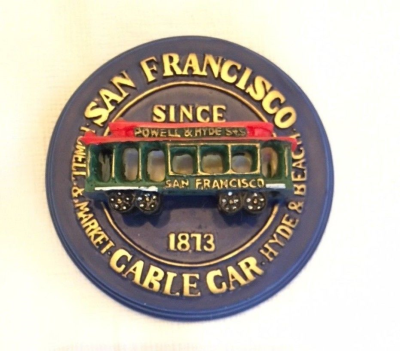 SAN FRANCISCO
SINCE
POWELL & HYDE STS
SAN FRANCISCO
1873
CABLE CAR
POWELL & MARKET
HYDE & BEACH